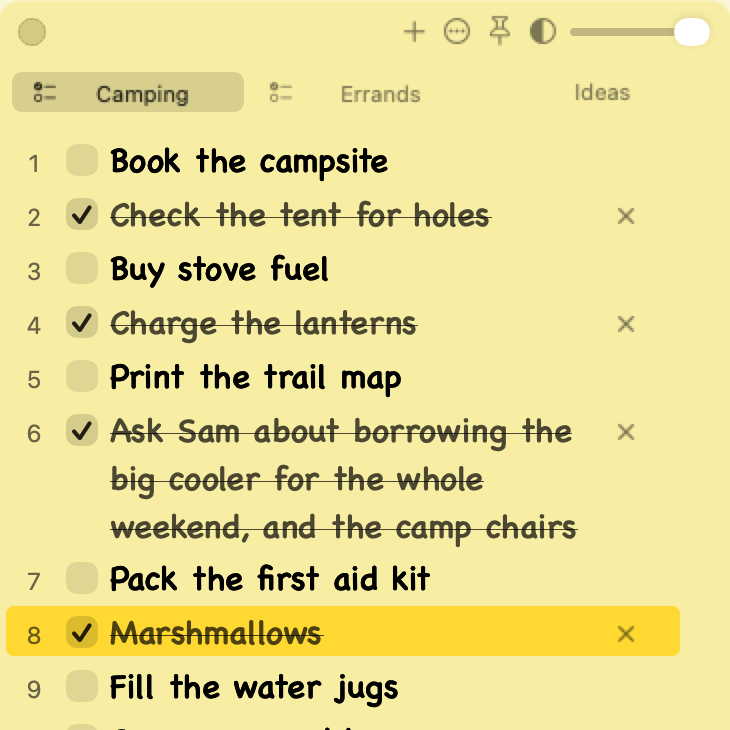 Camping Errands Ideas
1 Book the campsite
2 Check the tent for holes
3 Buy stove fuel
4 Charge the lanterns
5 Print the trail map
6 Ask Sam about borrowing the
big cooler for the whole
weekend, and the camp chairs
7 Pack the first aid kit
8 Marshmallows
9 Fill the water jugs